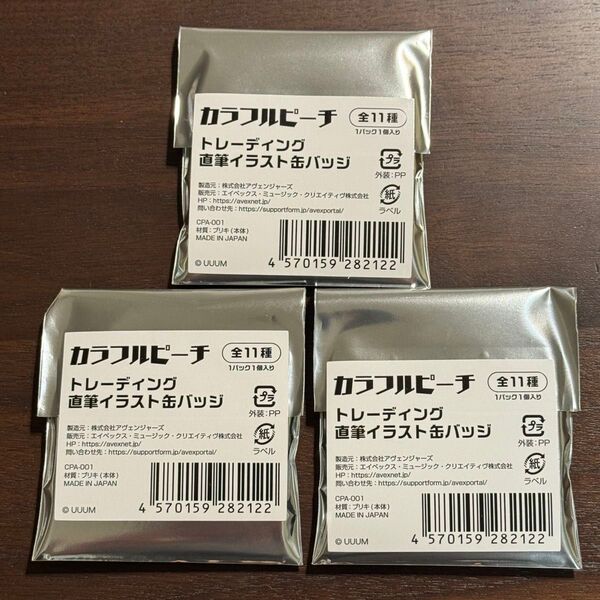 カラフルピーチ
全11種
1パック1個入り
トレーディング
直筆イラスト缶バッジ
プラ
外装：PP
製造元：株式会社アヴェンジャーズ
販売元：エイベックス・ミュージック・クリエイティヴ株式会社
HP：https://avexnet.jp/
問い合わせ先：https://supportform.jp/avexportal/
紙
ラベル
CPA-001
材質：ブリキ(本体)
MADE IN JAPAN
4 570159 282122
© UUUM
カラフルピーチ
全11種
1パック1個入り
トレーディング
直筆イラスト缶バッジ
プラ
外装：PP
製造元：株式会社アヴェンジャーズ
販売元：エイベックス・ミュージック・クリエイティヴ株式会社
HP：https://avexnet.jp/
問い合わせ先：https://supportform.jp/avexportal/
紙
ラベル
CPA-001
材質：ブリキ(本体)
MADE IN JAPAN
4 570159 282122
© UUUM
カラフルピーチ
全11種
1パック1個入り
トレーディング
直筆イラスト缶バッジ
プラ
外装：PP
製造元：株式会社アヴェンジャーズ
販売元：エイベックス・ミュージック・クリエイティヴ株式会社
HP：https://avexnet.jp/
問い合わせ先：https://supportform.jp/avexportal/
紙
ラベル
CPA-001
材質：ブリキ(本体)
MADE IN JAPAN
4 570159 282122
© UUUM